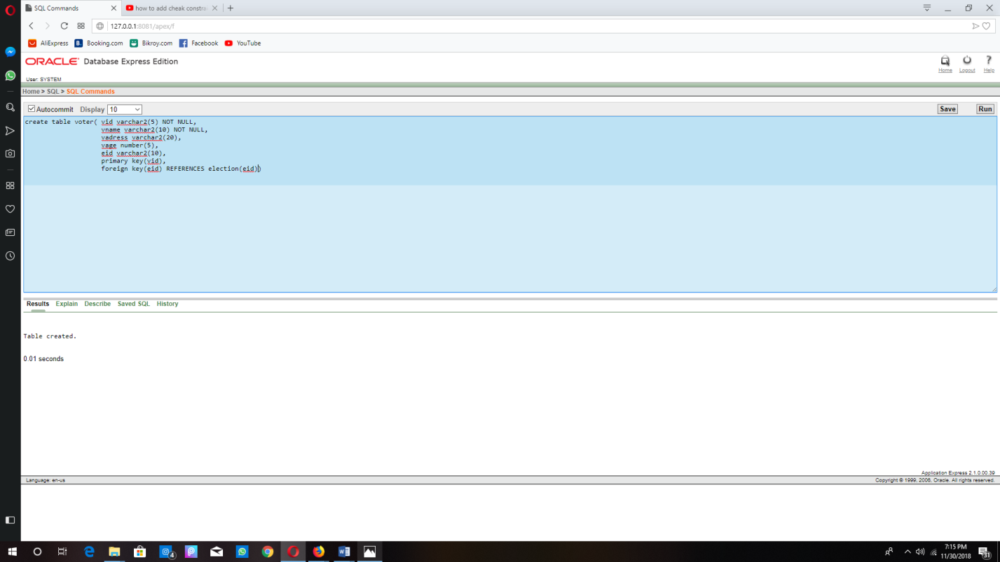 SQL Commands
how to add cheak constra
127.0.0.1:8081/apex/f
AliExpress
B. Booking.com
Bikroy.com
Facebook
YouTube
ORACLE Database Express Edition
Home
Logout
Help
User: SYSTEM
Home > SQL > SQL Commands
Autocommit
Display 10
Save
Run
create table voter( vid varchar2(5) NOT NULL,
vname varchar2(10) NOT NULL,
vadress varchar2(20),
vage number(5),
eid varchar2(10),
primary key(vid),
foreign key(eid) REFERENCES election(eid))
Results
Explain
Describe
Saved SQL
History
Table created.
0.01 seconds
Application Express 2.1.0.00.39
Language: en-us
Copyright © 1999, 2006, Oracle. All rights reserved.
4
7:15 PM
11/30/2018
31